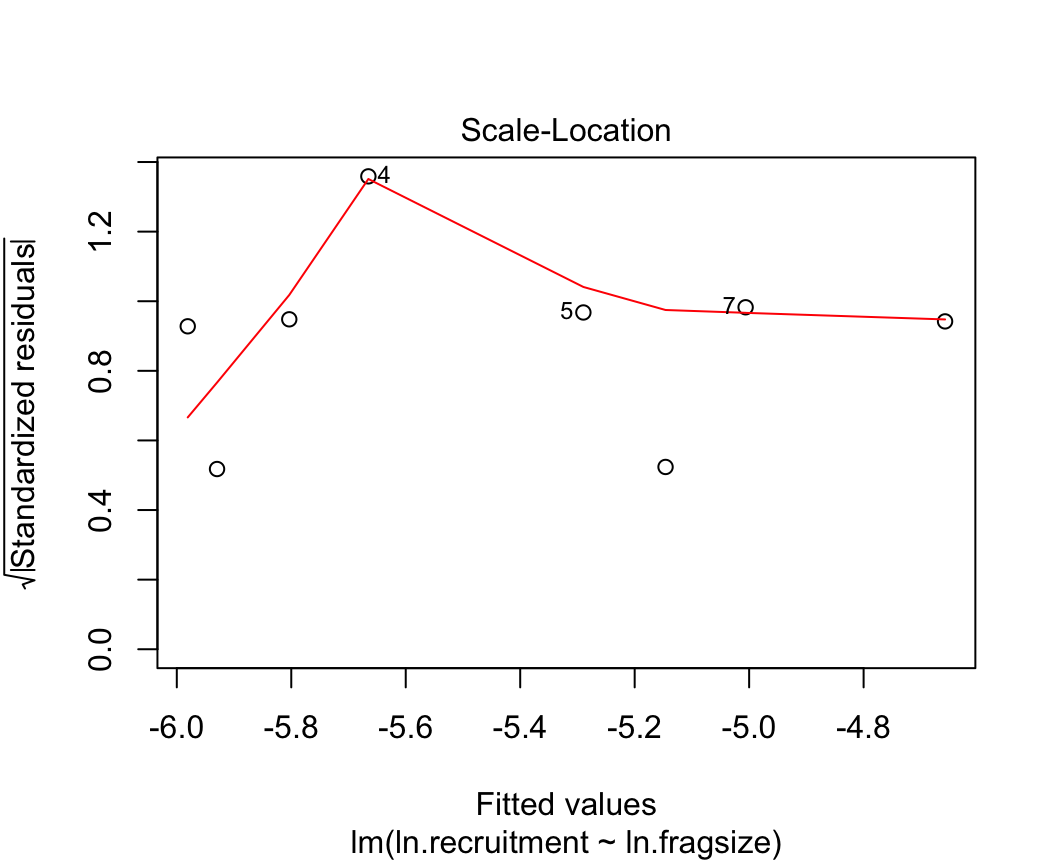 Scale-Location
√|Standardized residuals|
1.2
0.8
0.4
0.0
4
5
7
-6.0 -5.8 -5.6 -5.4 -5.2 -5.0 -4.8
Fitted values
lm(ln.recruitment ~ ln.fragsize)